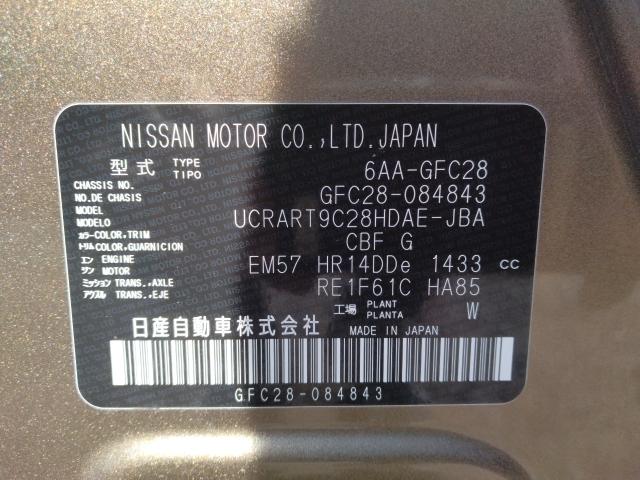 NISSAN MOTOR CO.,LTD.JAPAN
型式 TYPE TIPO 6AA-GFC28
CHASSIS NO. NO.DE CHASIS GFC28-084843
MODEL MODELO UCRART9C28HDAE-JBA
カラー COLOR,TRIM トリム COLOR,GUARNICION CBF G
エンジン ENGINE MOTOR EM57 HR14DDe 1433 cc
ミッション TRANS.,AXLE アクスル TRANS.,EJE RE1F61C HA85
工場 PLANT PLANTA W
日産自動車株式会社 MADE IN JAPAN
GFC28-084843